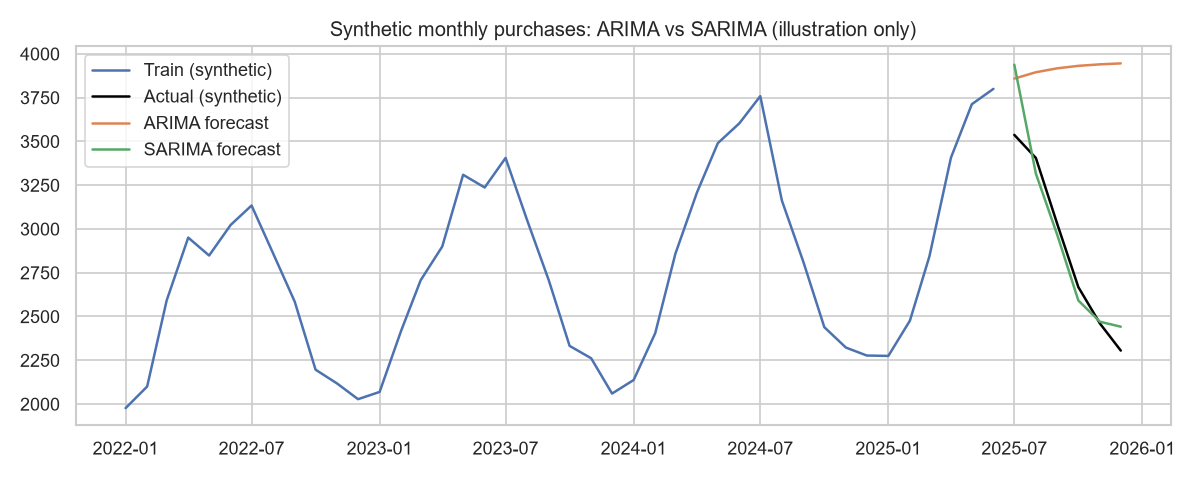 Synthetic monthly purchases: ARIMA vs SARIMA (illustration only)
4000
3750
3500
3250
3000
2750
2500
2250
2000
Train (synthetic)
Actual (synthetic)
ARIMA forecast
SARIMA forecast
2022-01 2022-07 2023-01 2023-07 2024-01 2024-07 2025-01 2025-07 2026-01